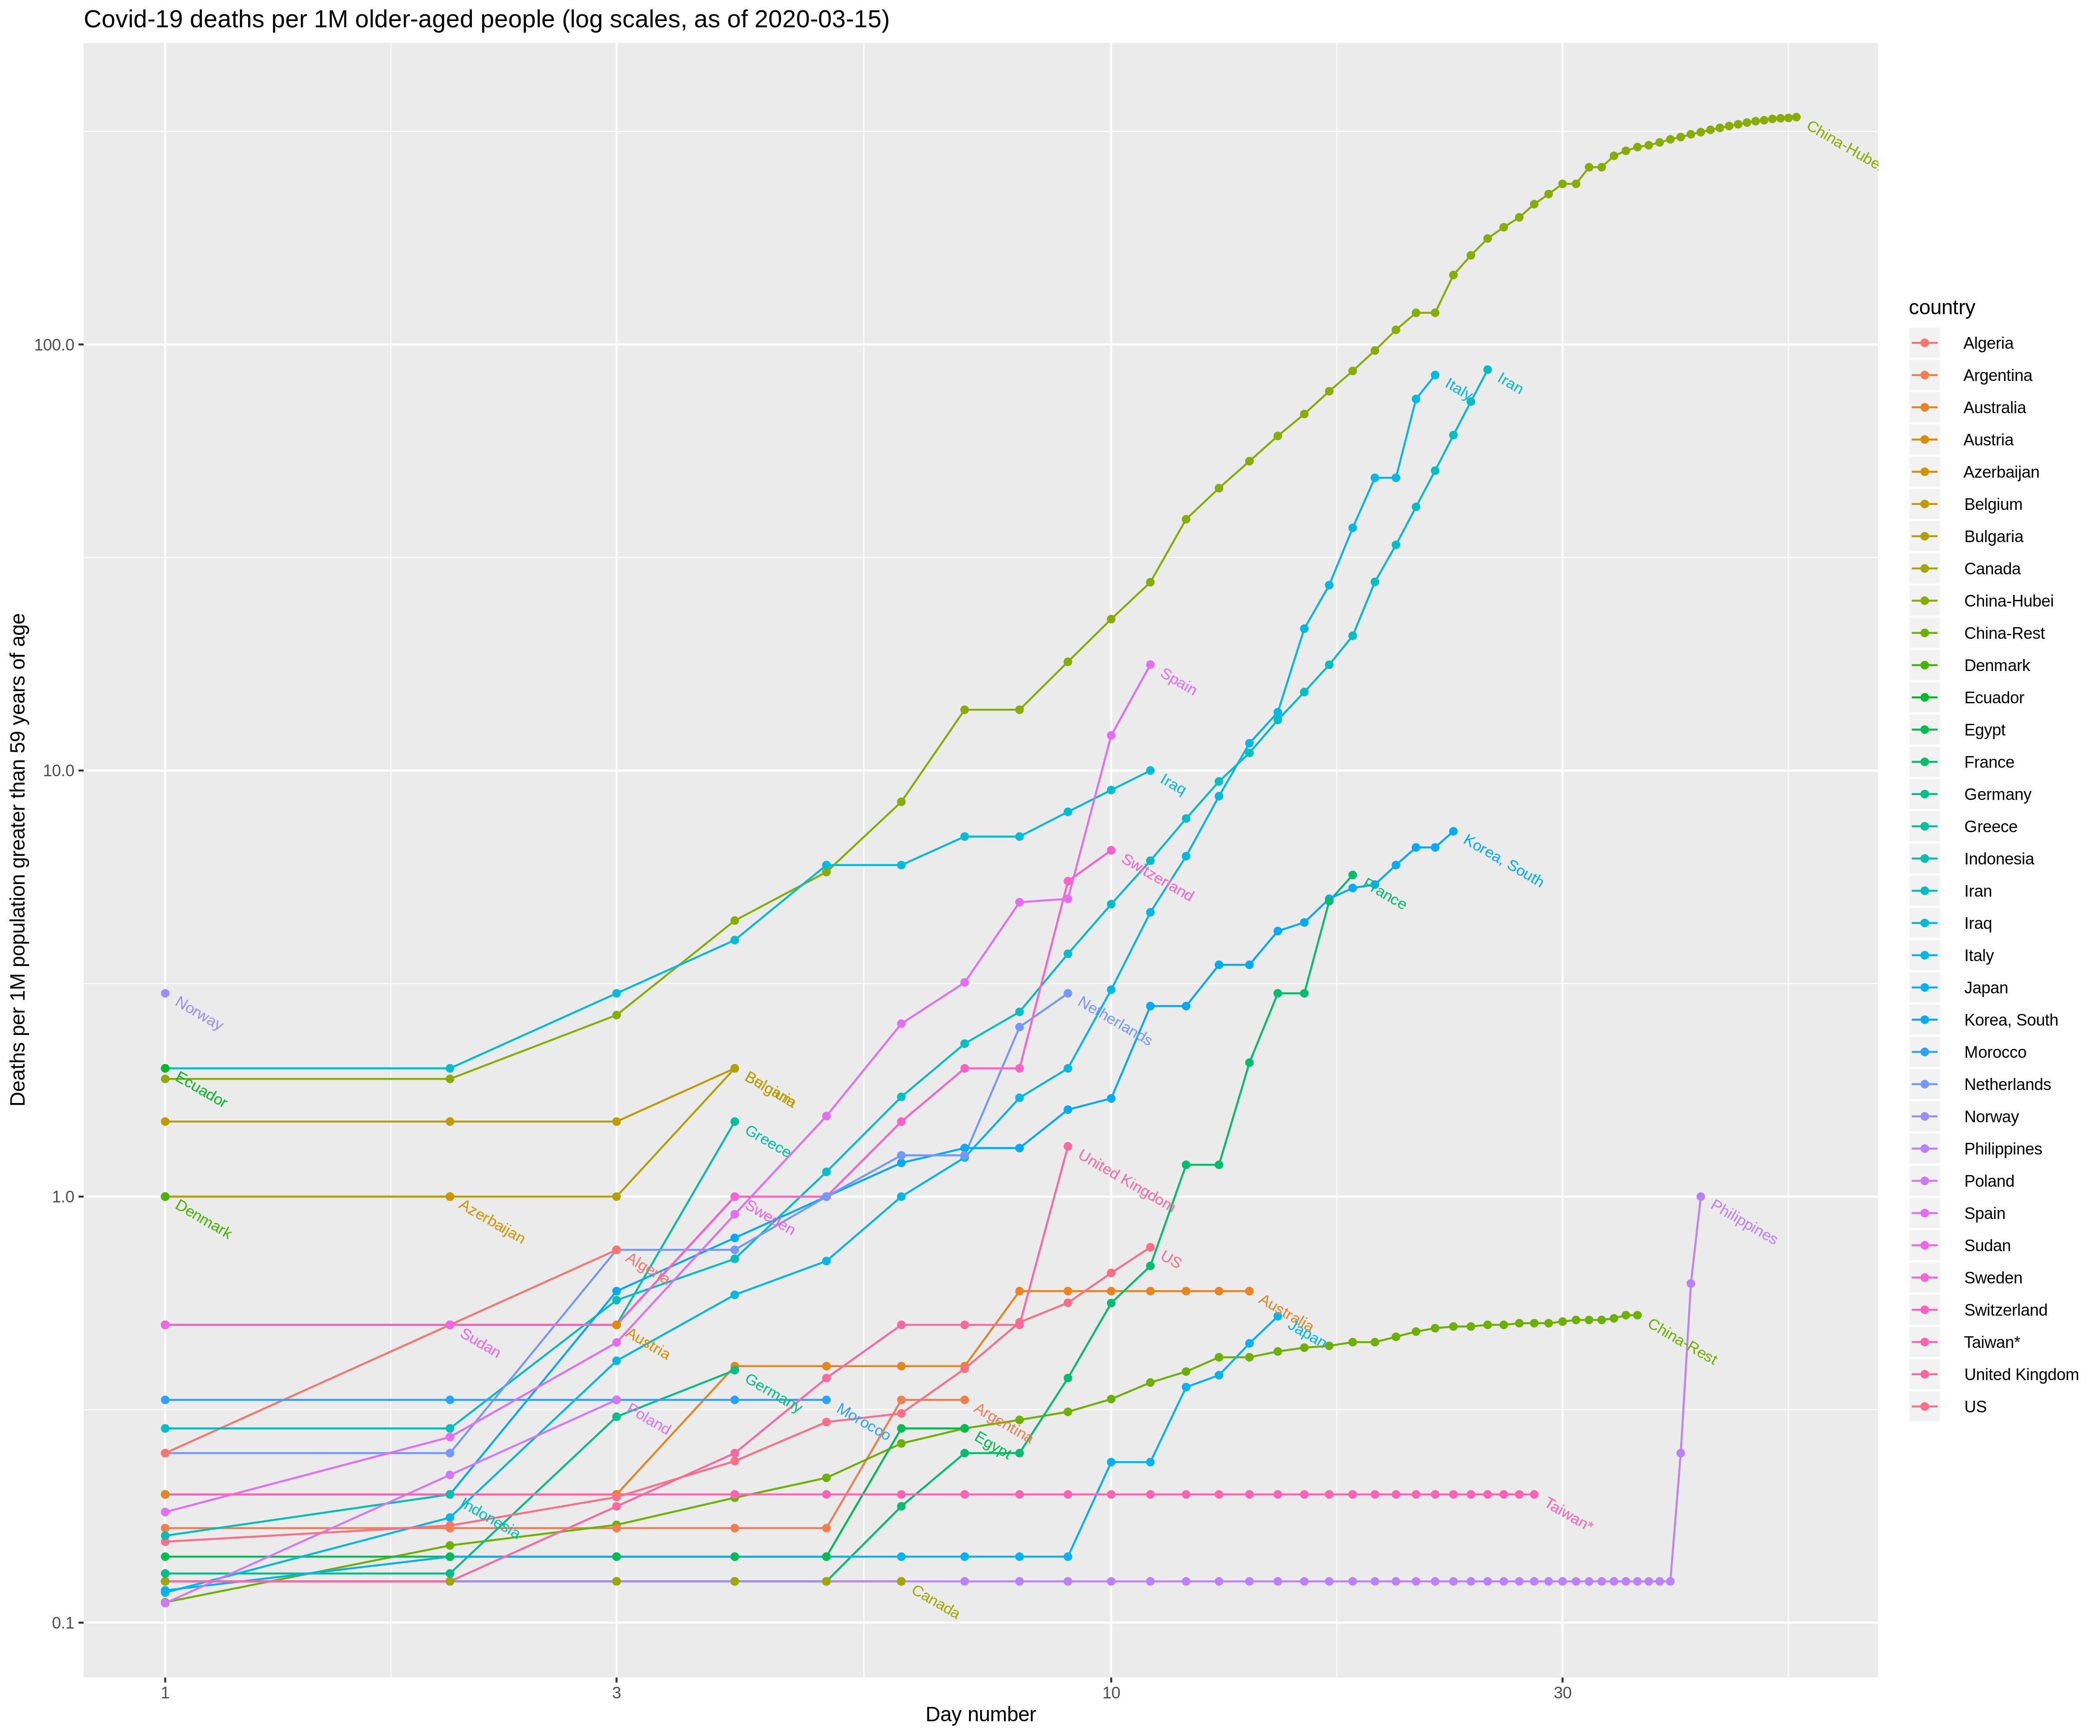 Covid-19 deaths per 1M older-aged people (log scales, as of 2020-03-15)
Deaths per 1M population greater than 59 years of age
100.0
10.0
1.0
0.1
China-Hube
Italy
Iran
Spain
Iraq
Switzerland
Korea, South
France
Norway
Netherlands
Ecuador
Belgium
Bulgaria
Greece
United Kingdom
Denmark
Azerbaijan
Sweden
Philippines
Algeria
US
Australia
Japan
China-Rest
Sudan
Austria
Germany
Morocco
Poland
Argentina
Egypt
Indonesia
Taiwan*
Canada
1
3
10
30
Day number
country
Algeria
Argentina
Australia
Austria
Azerbaijan
Belgium
Bulgaria
Canada
China-Hubei
China-Rest
Denmark
Ecuador
Egypt
France
Germany
Greece
Indonesia
Iran
Iraq
Italy
Japan
Korea, South
Morocco
Netherlands
Norway
Philippines
Poland
Spain
Sudan
Sweden
Switzerland
Taiwan*
United Kingdom
US